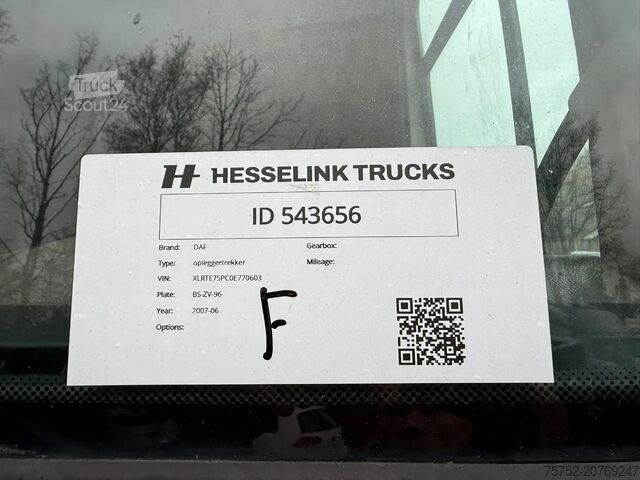 Truck
Scout24
HESSELINK TRUCKS
ID 543656
Brand: DAF Gearbox:
Type: opleggertrekker Mileage:
VIN: XLRTE75PC0E770603
Plate: BS-ZV-96
Year: 2007-06
Options:
F
75752-20769247